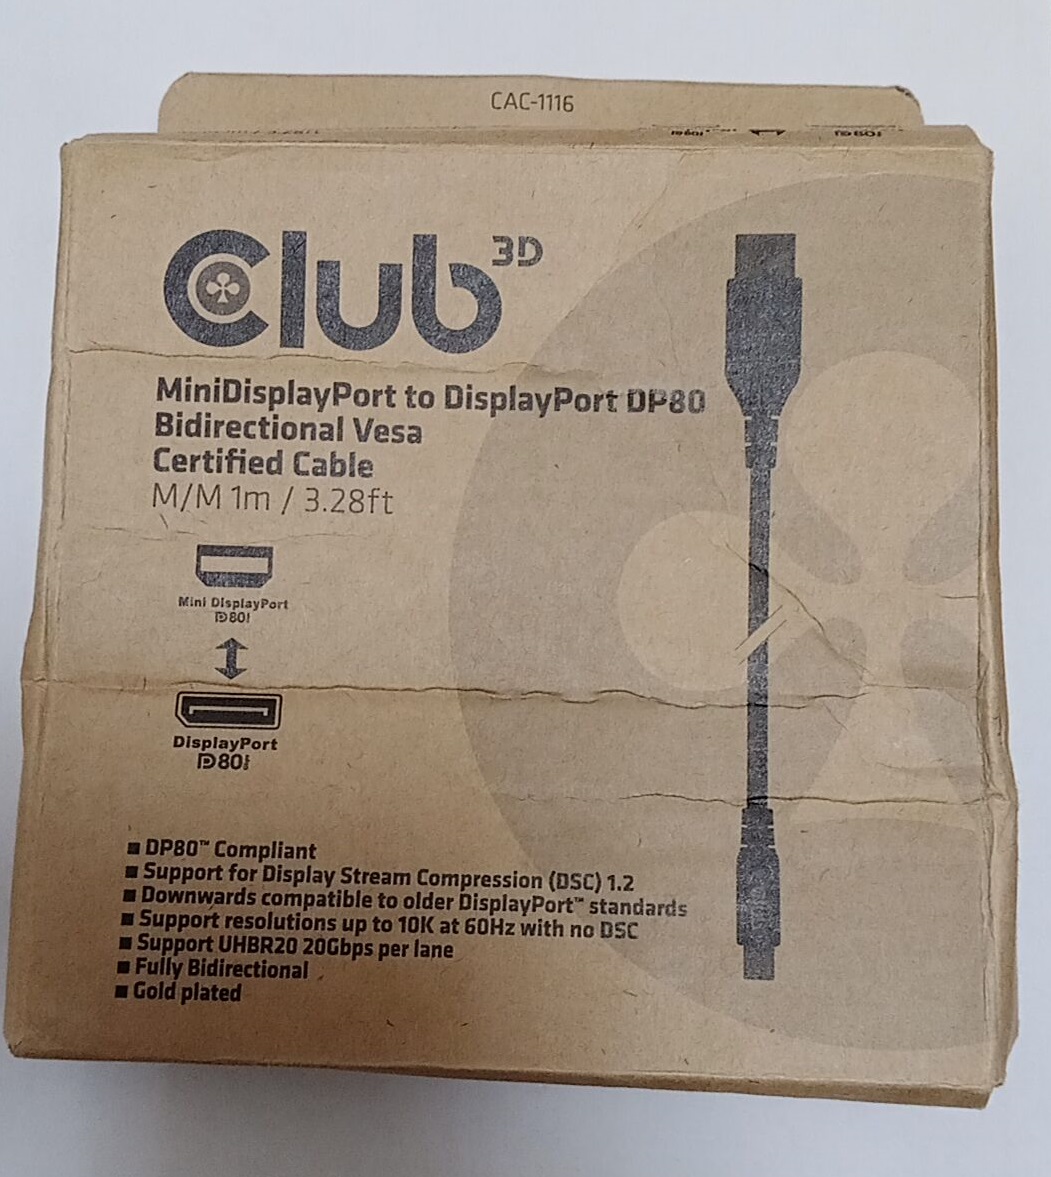 CAC-1116
Club 3D
MiniDisplayPort to DisplayPort DP80
Bidirectional Vesa
Certified Cable
M/M 1m / 3.28ft
Mini DisplayPort
DP80
DisplayPort
DP80
■ DP80™ Compliant
■ Support for Display Stream Compression (DSC) 1.2
■ Downwards compatible to older DisplayPort™ standards
■ Support resolutions up to 10K at 60Hz with no DSC
■ Support UHBR20 20Gbps per lane
■ Fully Bidirectional
■ Gold plated